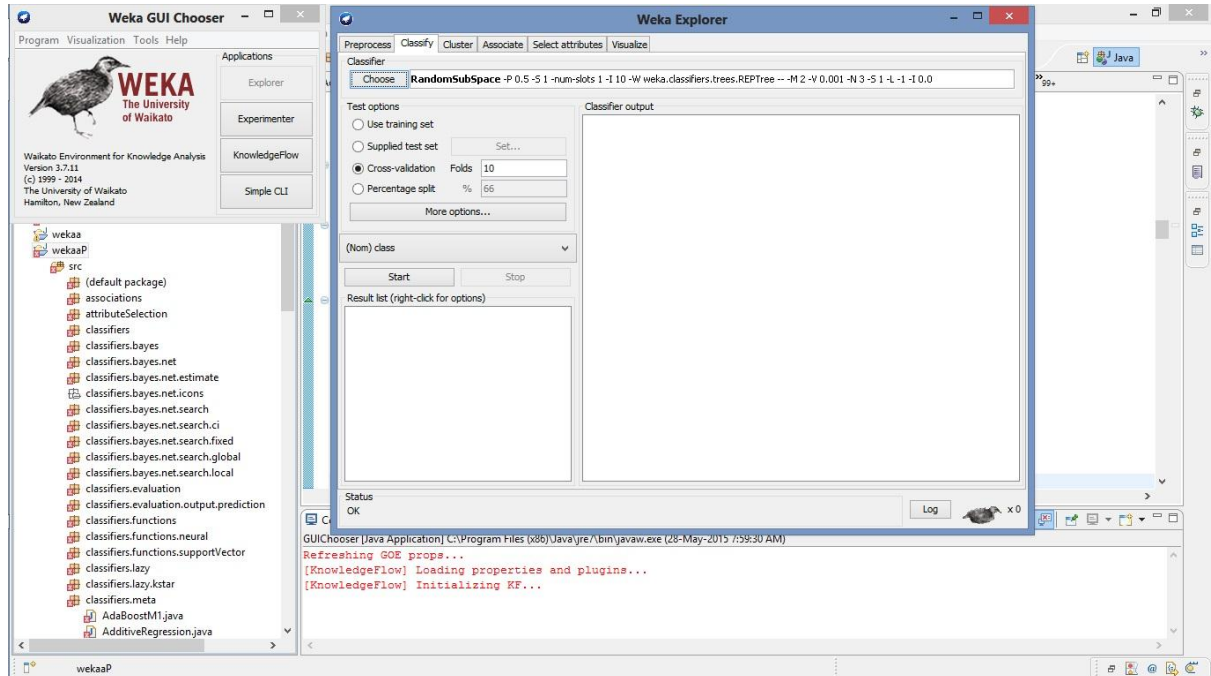 Weka GUI Chooser
Program Visualization Tools Help
WEKA
The University
of Waikato
Waikato Environment for Knowledge Analysis
Version 3.7.11
(c) 1999 - 2014
The University of Waikato
Hamilton, New Zealand
Applications
Explorer
Experimenter
KnowledgeFlow
Simple CLI
Weka Explorer
Preprocess Classify Cluster Associate Select attributes Visualize
Classifier
Choose RandomSubSpace -P 0.5 -S 1 -num-slots 1 -I 10 -W weka.classifiers.trees.REPTree -- -M 2 -V 0.001 -N 3 -S 1 -L -1 -I 0.0
Test options
Use training set
Supplied test set Set...
Cross-validation Folds 10
Percentage split % 66
More options...
(Nom) class
Start Stop
Result list (right-click for options)
Classifier output
Status
OK
Log x 0
Java
99+
wekaa
wekaaP
src
(default package)
associations
attributeSelection
classifiers
classifiers.bayes
classifiers.bayes.net
classifiers.bayes.net.estimate
classifiers.bayes.net.icons
classifiers.bayes.net.search
classifiers.bayes.net.search.ci
classifiers.bayes.net.search.fixed
classifiers.bayes.net.search.global
classifiers.bayes.net.search.local
classifiers.evaluation
classifiers.evaluation.output.prediction
classifiers.functions
classifiers.functions.neural
classifiers.functions.supportVector
classifiers.lazy
classifiers.lazy.kstar
classifiers.meta
AdaBoostM1.java
AdditiveRegression.java
GUIChooser [Java Application] C:\Program Files (x86)\Java\jre7\bin\javaw.exe (28-May-2015 7:59:30 AM)
Refreshing GOE props...
[KnowledgeFlow] Loading properties and plugins...
[KnowledgeFlow] Initializing KF...
wekaaP